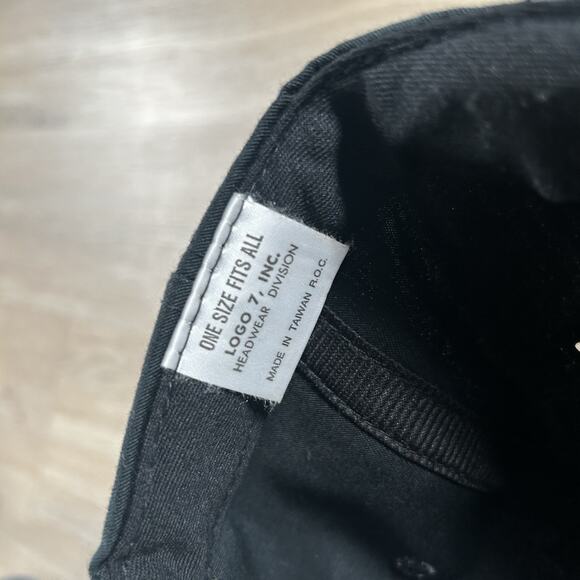 ONE SIZE FITS ALL
LOGO 7, INC.
HEADWEAR DIVISION
MADE IN TAIWAN R.O.C.